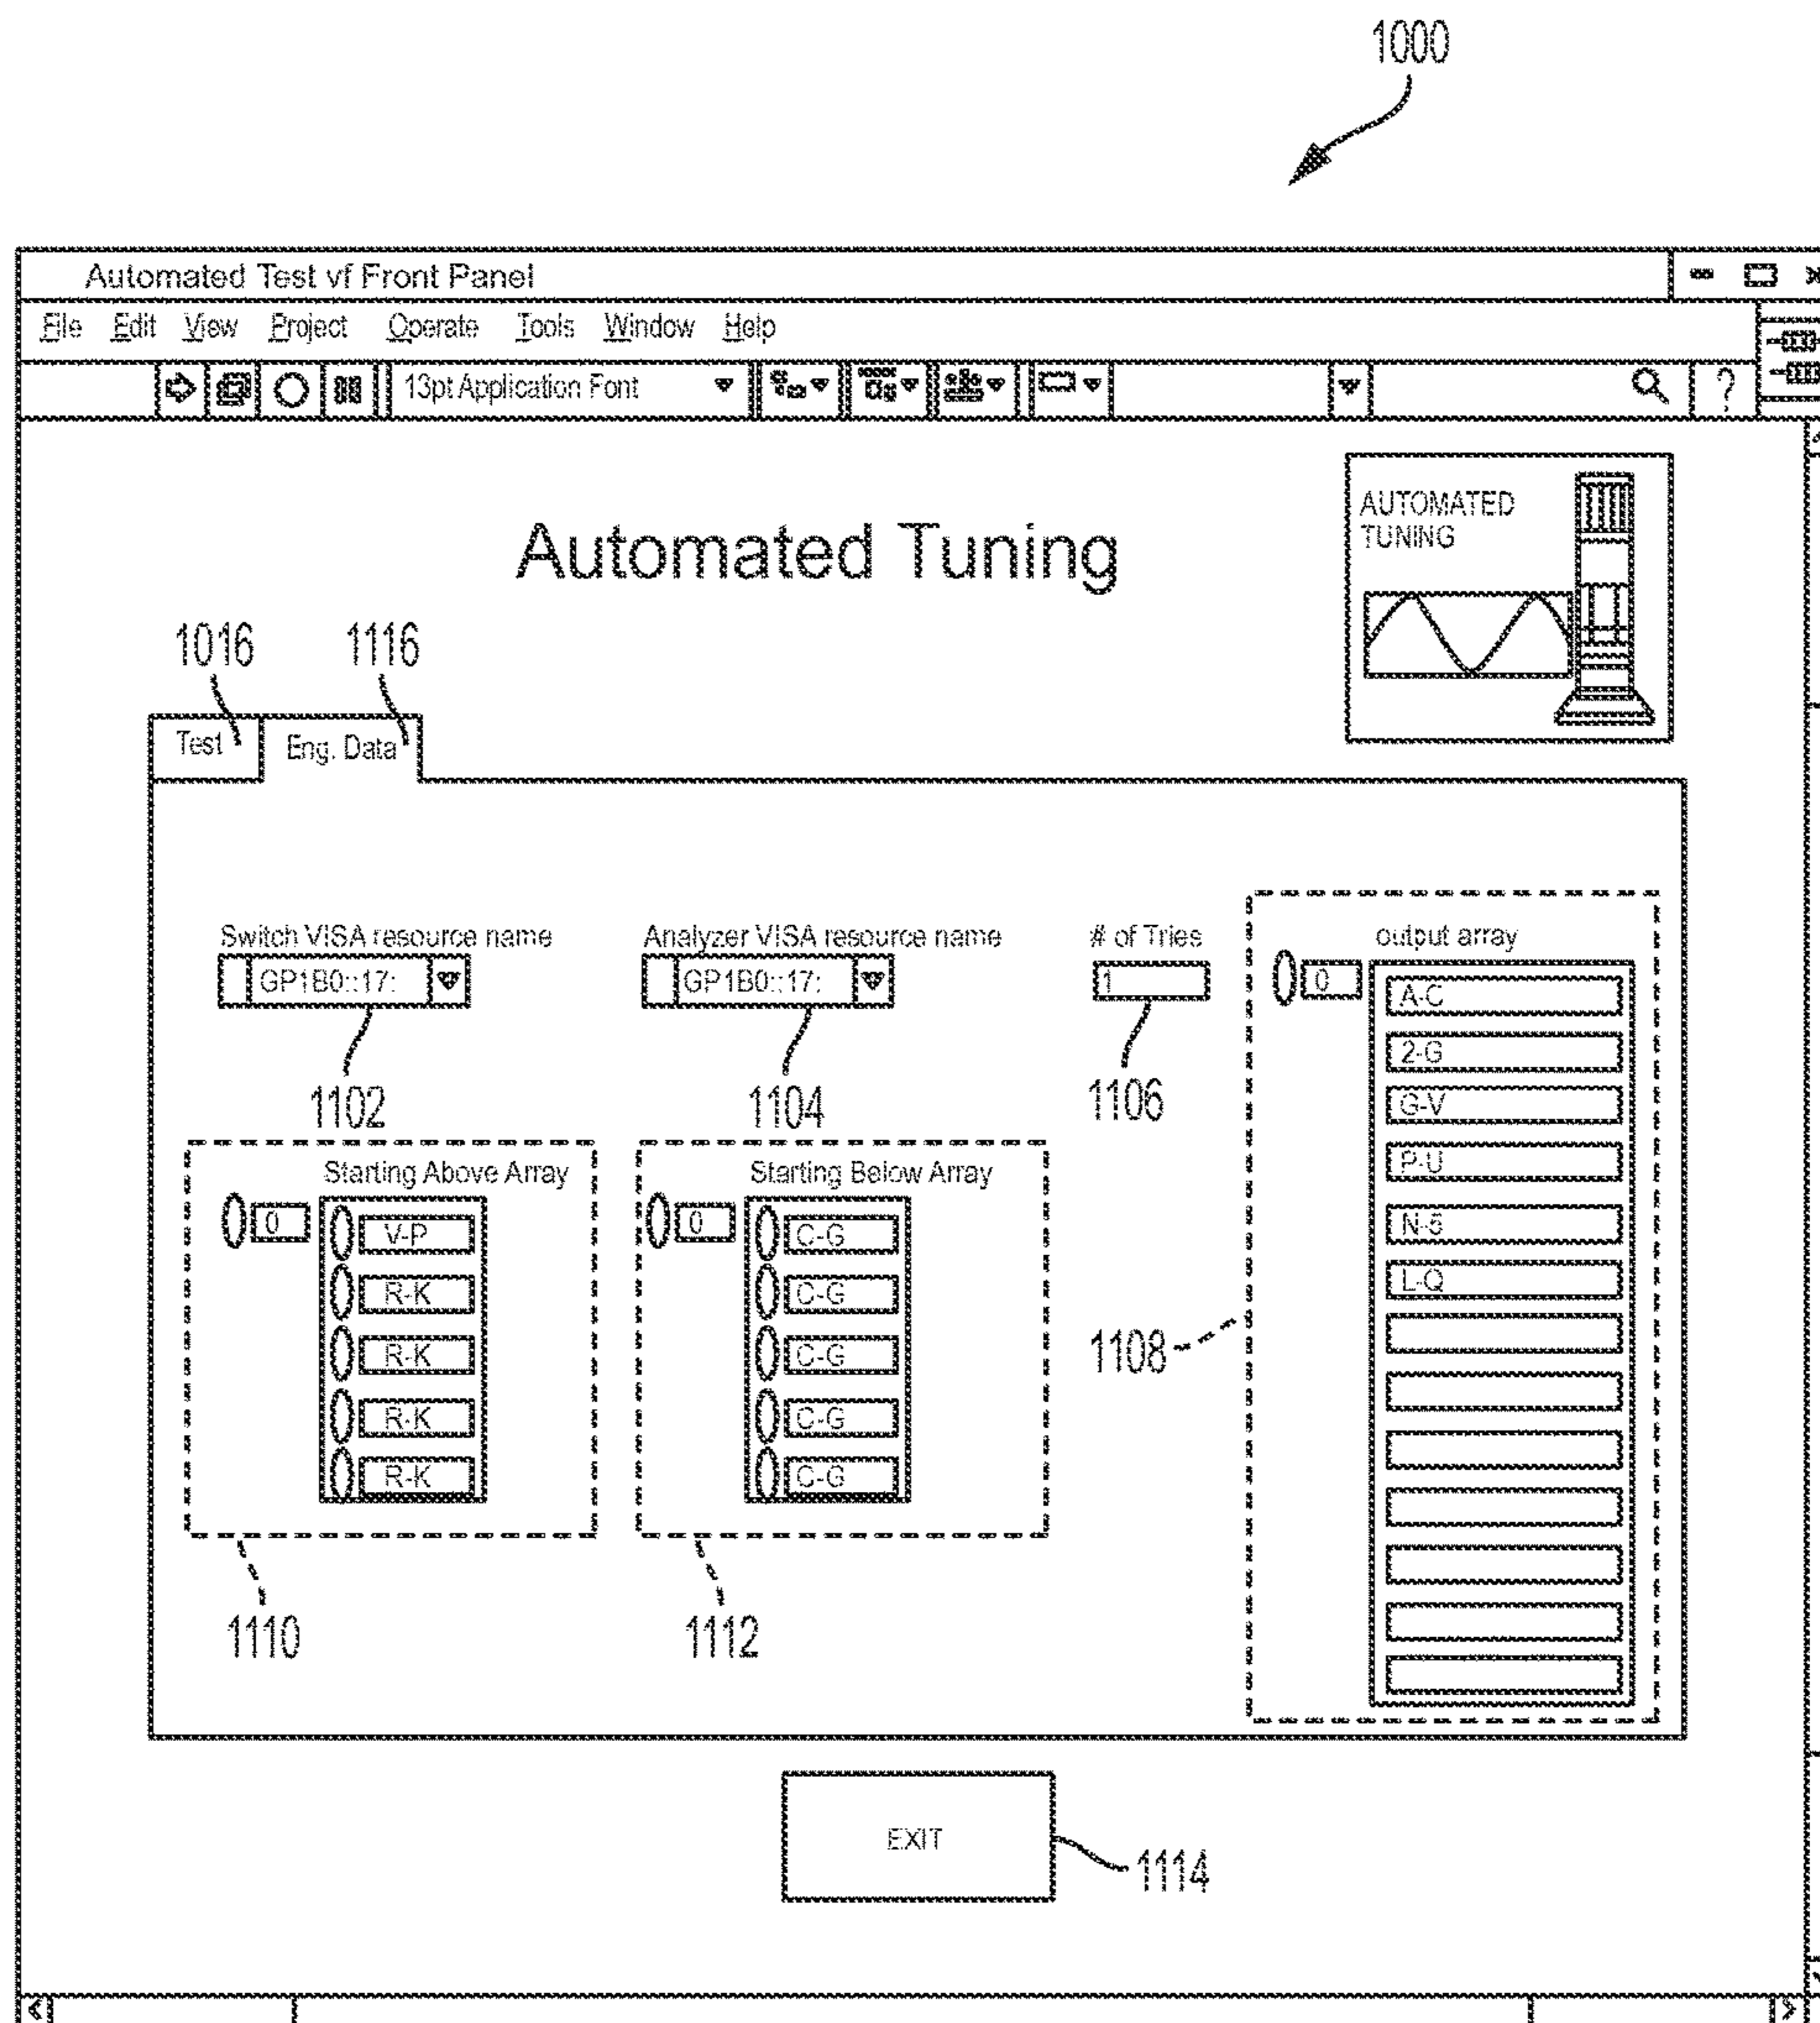 1000
Automated Test vf Front Panel
File Edit View Project Operate Tools Window Help
13pt Application Font ?
AUTOMATED
TUNING
Automated Tuning
1016 1116
Test Eng. Data
Switch VISA resource name Analyzer VISA resource name # of Tries output array
GP1B0::17: GP1B0::17: 1 0 A-C
2-G
1102 1104 1106 G-V
Starting Above Array Starting Below Array P-U
0 V-P 0 C-G N-5
R-K C-G L-Q
R-K C-G 1108
R-K C-G
R-K C-G
1110 1112
EXIT
1114